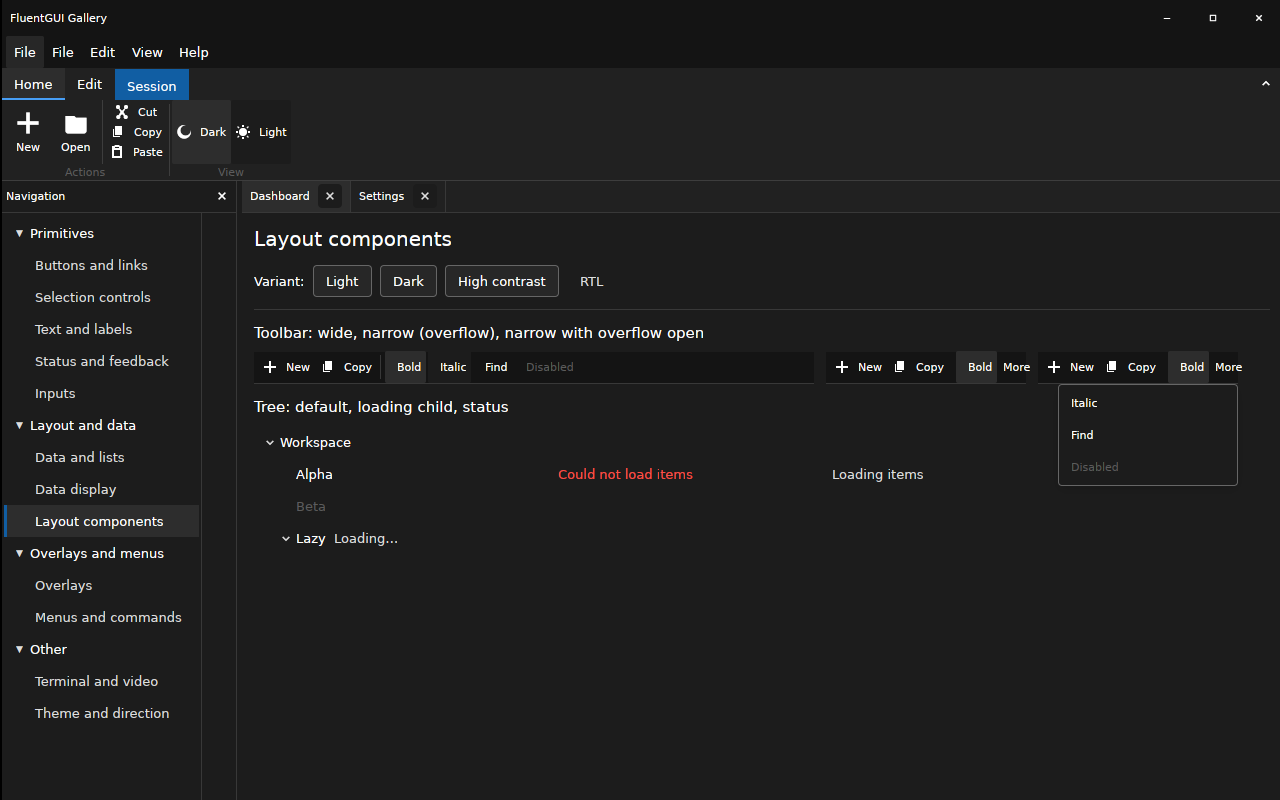 FluentGUI Gallery
File File Edit View Help
Home Edit Session
New Open Cut Copy Paste Dark Light
Actions View
Navigation
Dashboard Settings
Primitives
Buttons and links
Selection controls
Text and labels
Status and feedback
Inputs
Layout and data
Data and lists
Data display
Layout components
Overlays and menus
Overlays
Menus and commands
Other
Terminal and video
Theme and direction
Layout components
Variant: Light Dark High contrast RTL
Toolbar: wide, narrow (overflow), narrow with overflow open
New Copy Bold Italic Find Disabled New Copy Bold More New Copy Bold More
Italic
Find
Disabled
Tree: default, loading child, status
Workspace
Alpha
Beta
Lazy Loading...
Could not load items
Loading items